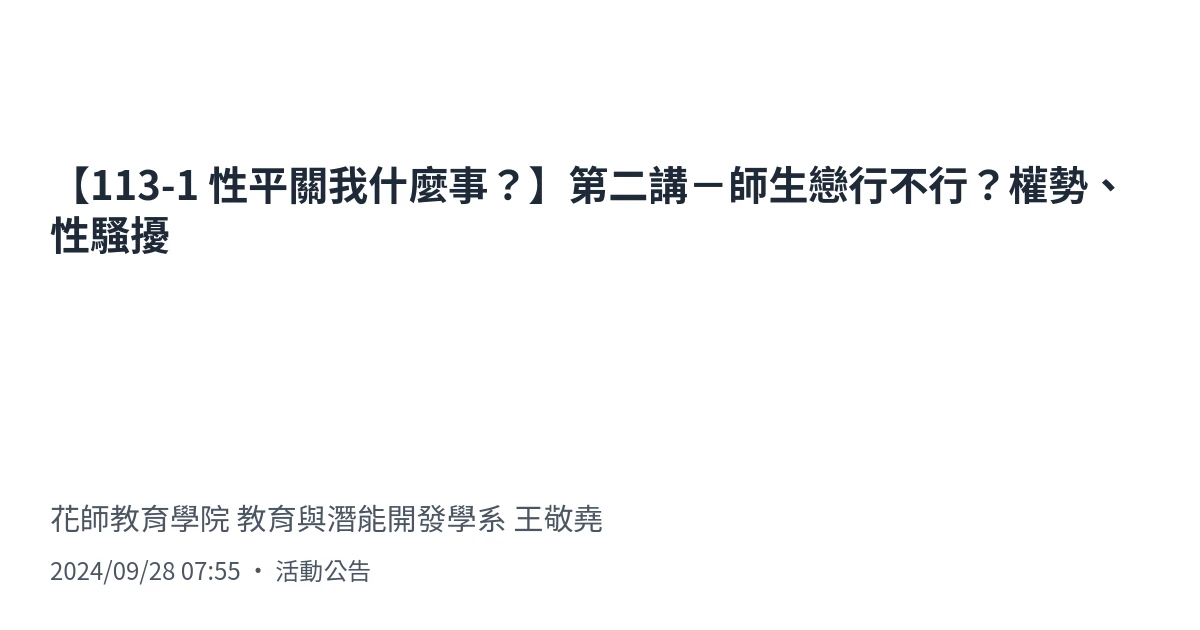 【113-1 性平關我什麼事？】第二講－師生戀行不行？權勢、
性騷擾
花師教育學院 教育與潛能開發學系 王敬堯
2024/09/28 07:55 ・ 活動公告